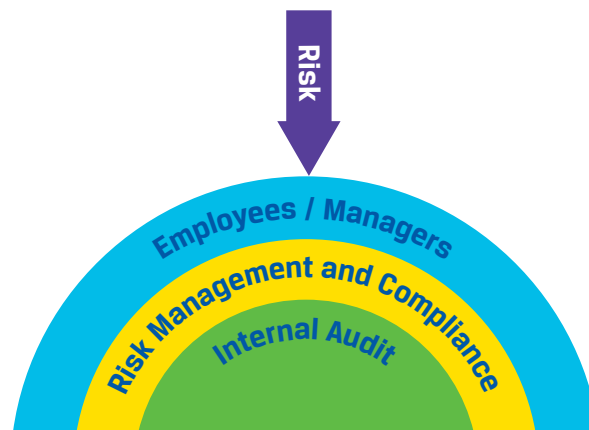 Risk
Employees / Managers
Risk Management and Compliance
Internal Audit